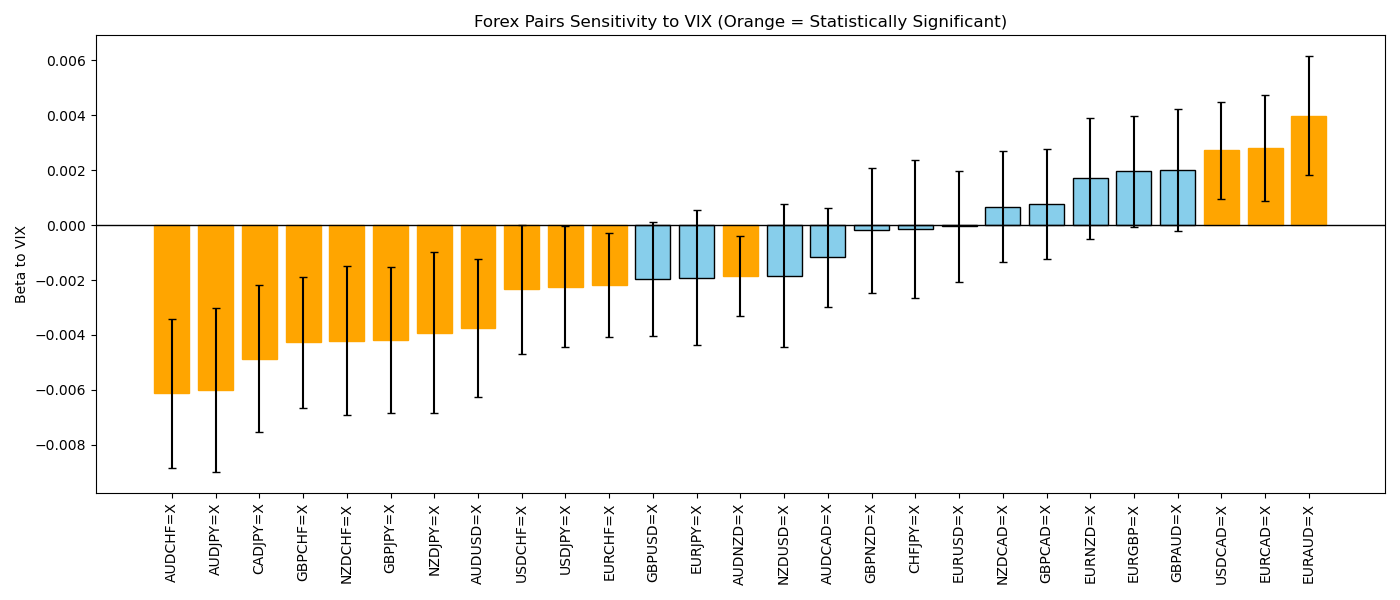 Forex Pairs Sensitivity to VIX (Orange = Statistically Significant)
Beta to VIX
0.006
0.004
0.002
0.000
−0.002
−0.004
−0.006
−0.008
AUDCHF=X
AUDJPY=X
CADJPY=X
GBPCHF=X
NZDCHF=X
GBPJPY=X
NZDJPY=X
AUDUSD=X
USDCHF=X
USDJPY=X
EURCHF=X
GBPUSD=X
EURJPY=X
AUDNZD=X
NZDUSD=X
AUDCAD=X
GBPNZD=X
CHFJPY=X
EURUSD=X
NZDCAD=X
GBPCAD=X
EURNZD=X
EURGBP=X
GBPAUD=X
USDCAD=X
EURCAD=X
EURAUD=X